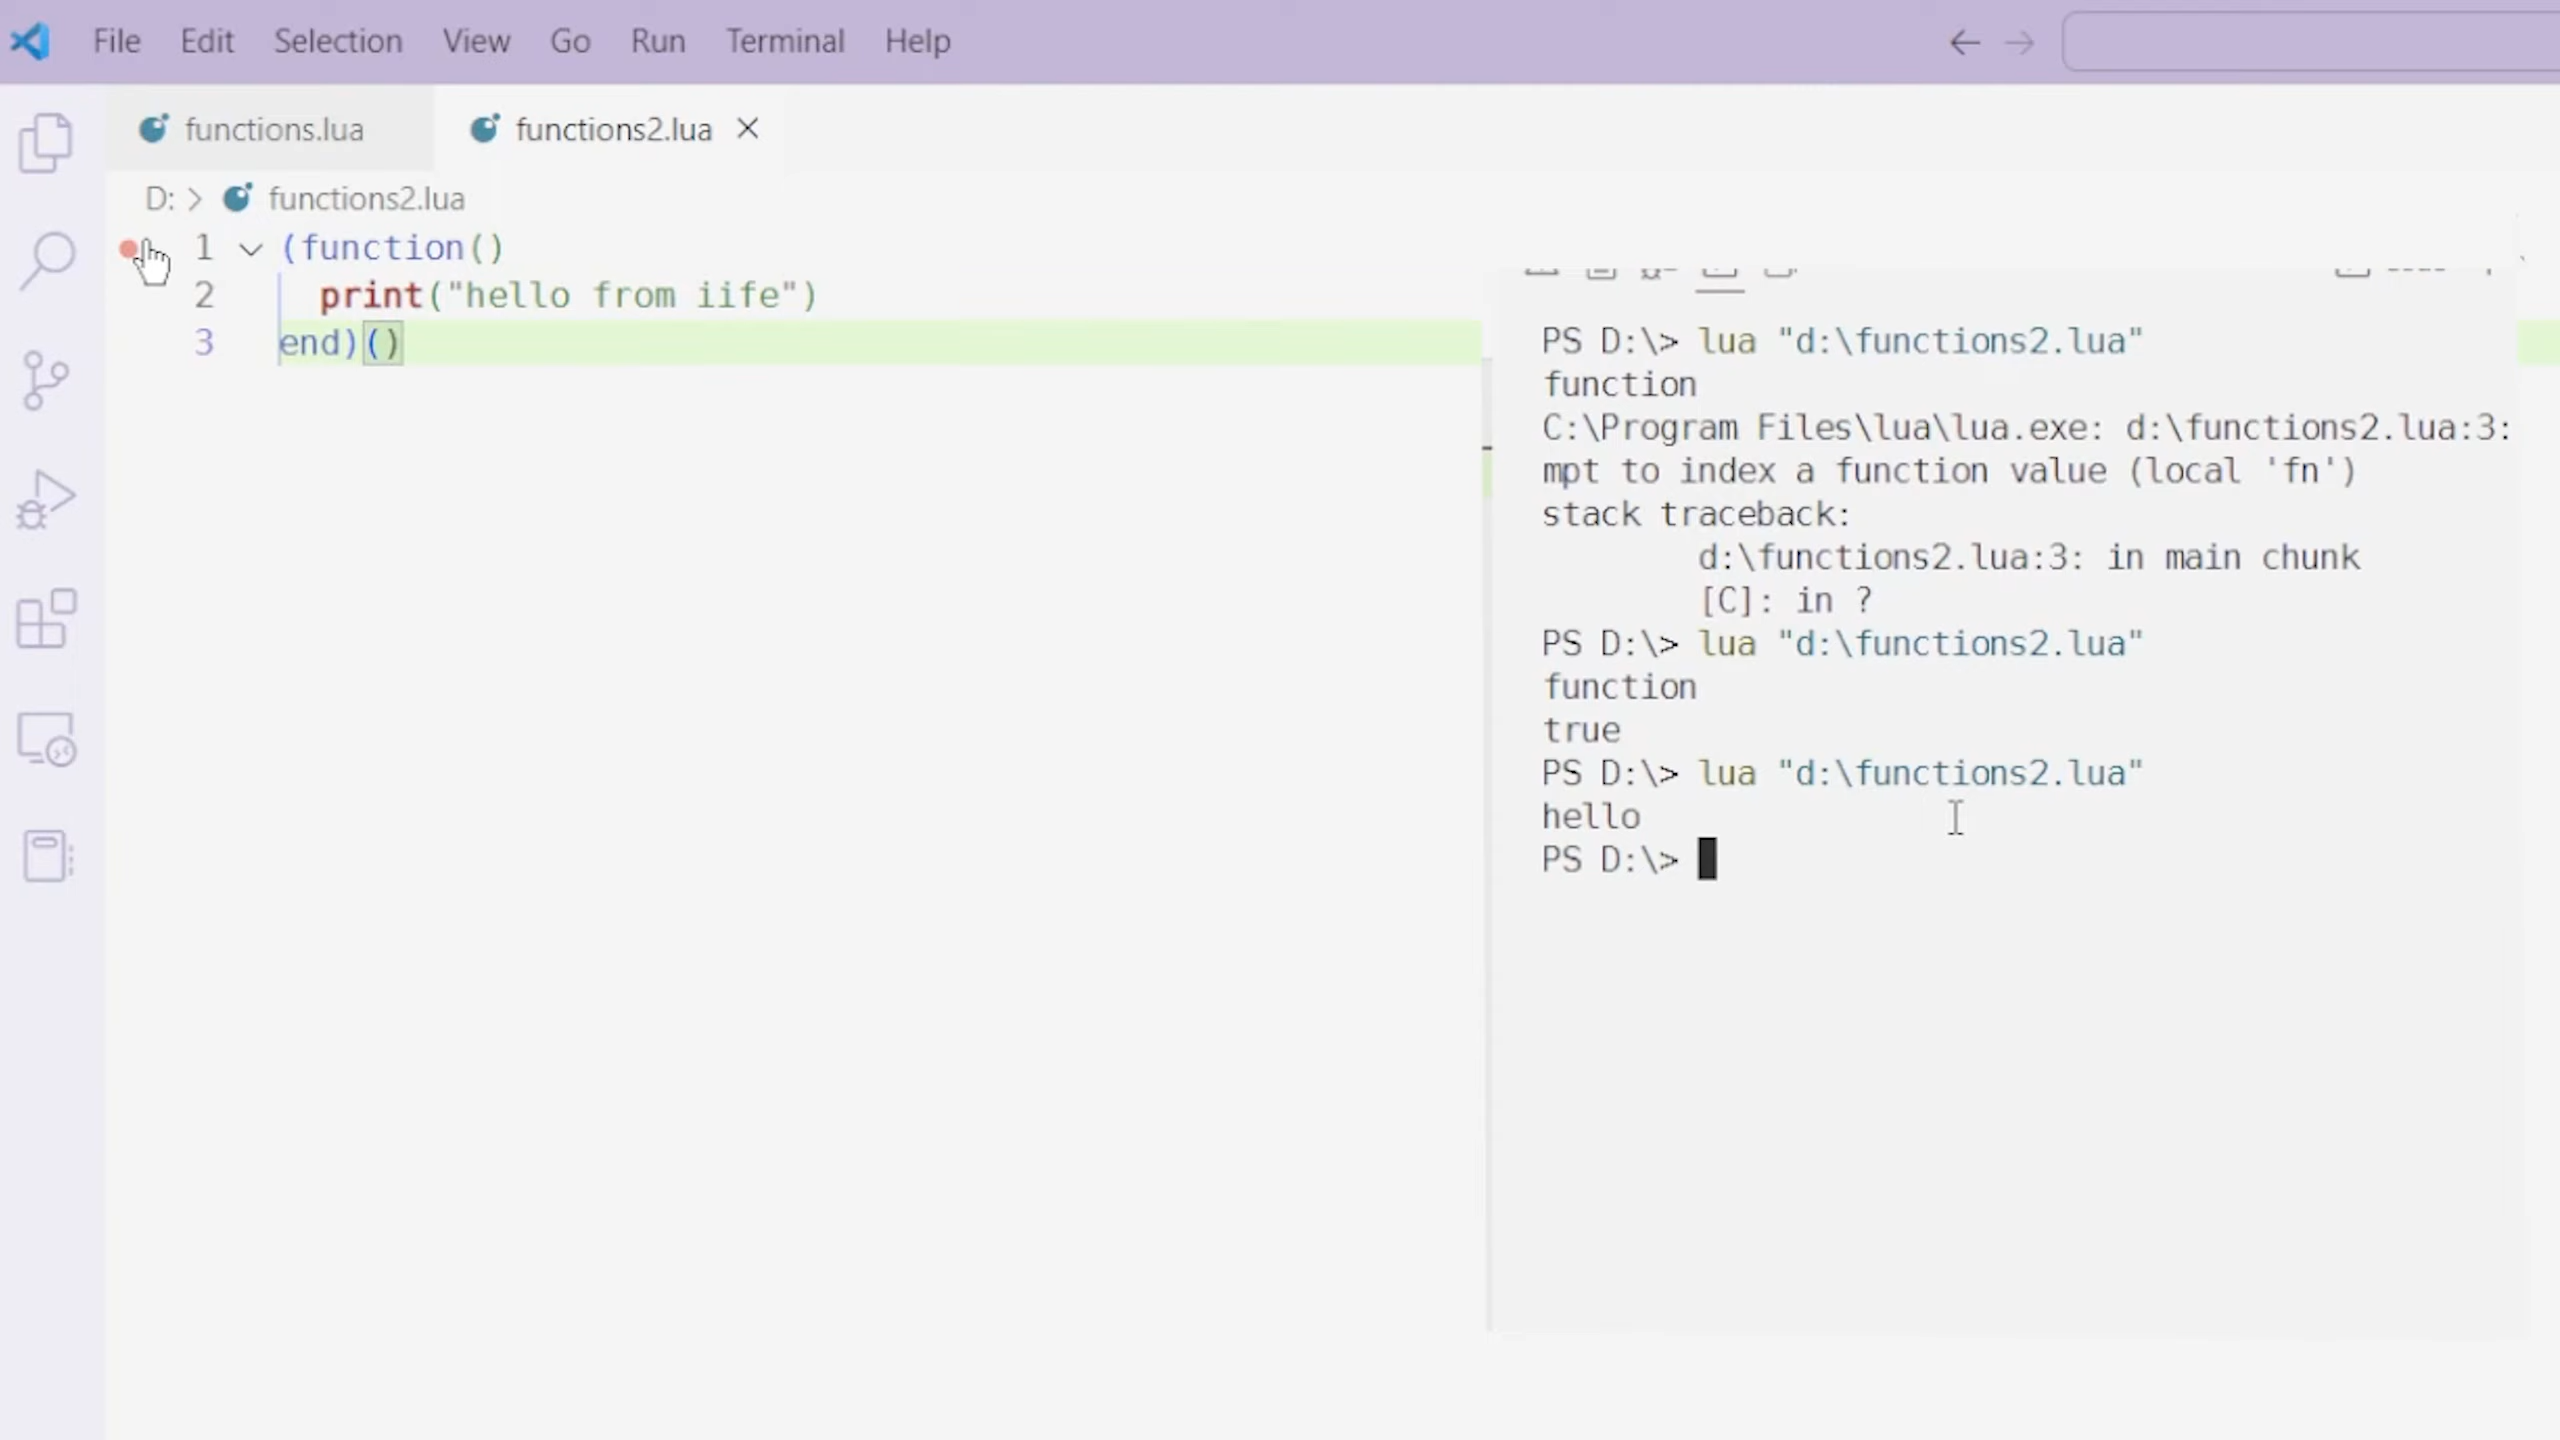 File Edit Selection View Go Run Terminal Help
functions.lua functions2.lua
D: > functions2.lua
1 (function()
2 print("hello from iife")
3 end)()
PS D:\> lua "d:\functions2.lua"
function
C:\Program Files\lua\lua.exe: d:\functions2.lua:3:
mpt to index a function value (local 'fn')
stack traceback:
d:\functions2.lua:3: in main chunk
[C]: in ?
PS D:\> lua "d:\functions2.lua"
function
true
PS D:\> lua "d:\functions2.lua"
hello
PS D:\>